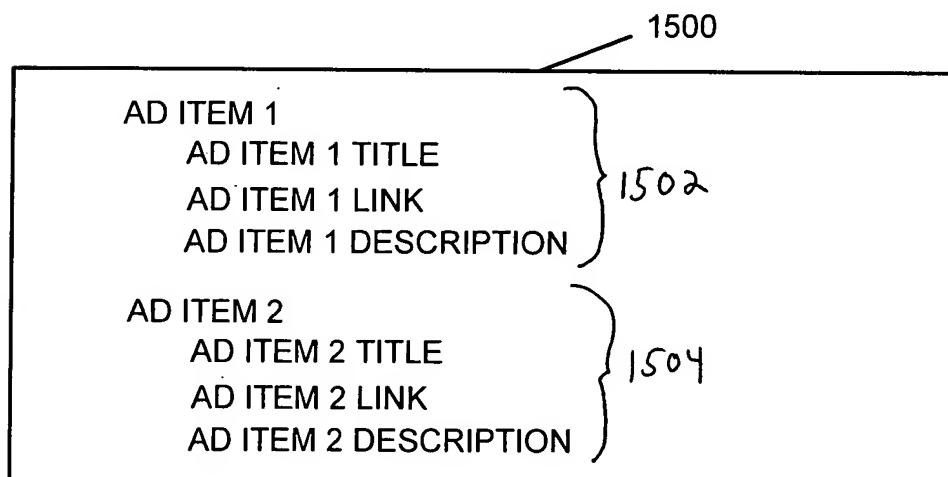 1500
AD ITEM 1
AD ITEM 1 TITLE
AD ITEM 1 LINK
AD ITEM 1 DESCRIPTION
1502
AD ITEM 2
AD ITEM 2 TITLE
AD ITEM 2 LINK
AD ITEM 2 DESCRIPTION
1504